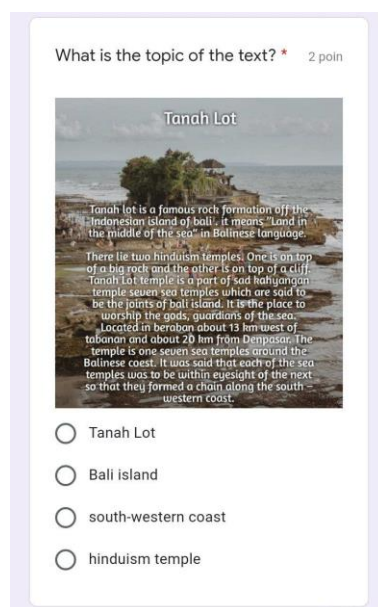 What is the topic of the text? * 2 poin
Tanah Lot
Tanah lot is a famous rock formation off the
Indonesian island of bali . it means "Land in
the middle of the sea" in Balinese language.
There lie two hinduism temples. One is on top
of a big rock and the other is on top of a cliff.
Tanah Lot temple is a part of sad kahyangan
temple seven sea temples which are said to
be the joints of bali island. It is the place to
worship the gods, guardians of the sea.
Located in beraban about 13 km west of
tabanan and about 20 km from Denpasar. The
temple is one seven sea temples around the
Balinese coest. It was said that each of the sea
temples was to be within eyesight of the next
so that they formed a chain along the south –
western coast.
Tanah Lot
Bali island
south-western coast
hinduism temple